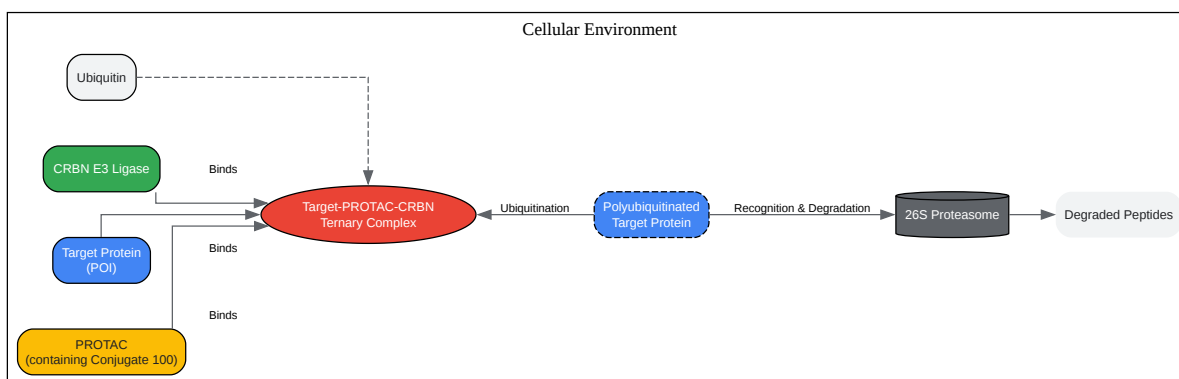 Cellular Environment
Ubiquitin
CRBN E3 Ligase
Binds
Target Protein
(POI)
Binds
PROTAC
(containing Conjugate 100)
Binds
Target-PROTAC-CRBN
Ternary Complex
Ubiquitination
Polyubiquitinated
Target Protein
Recognition & Degradation
26S Proteasome
Degraded Peptides